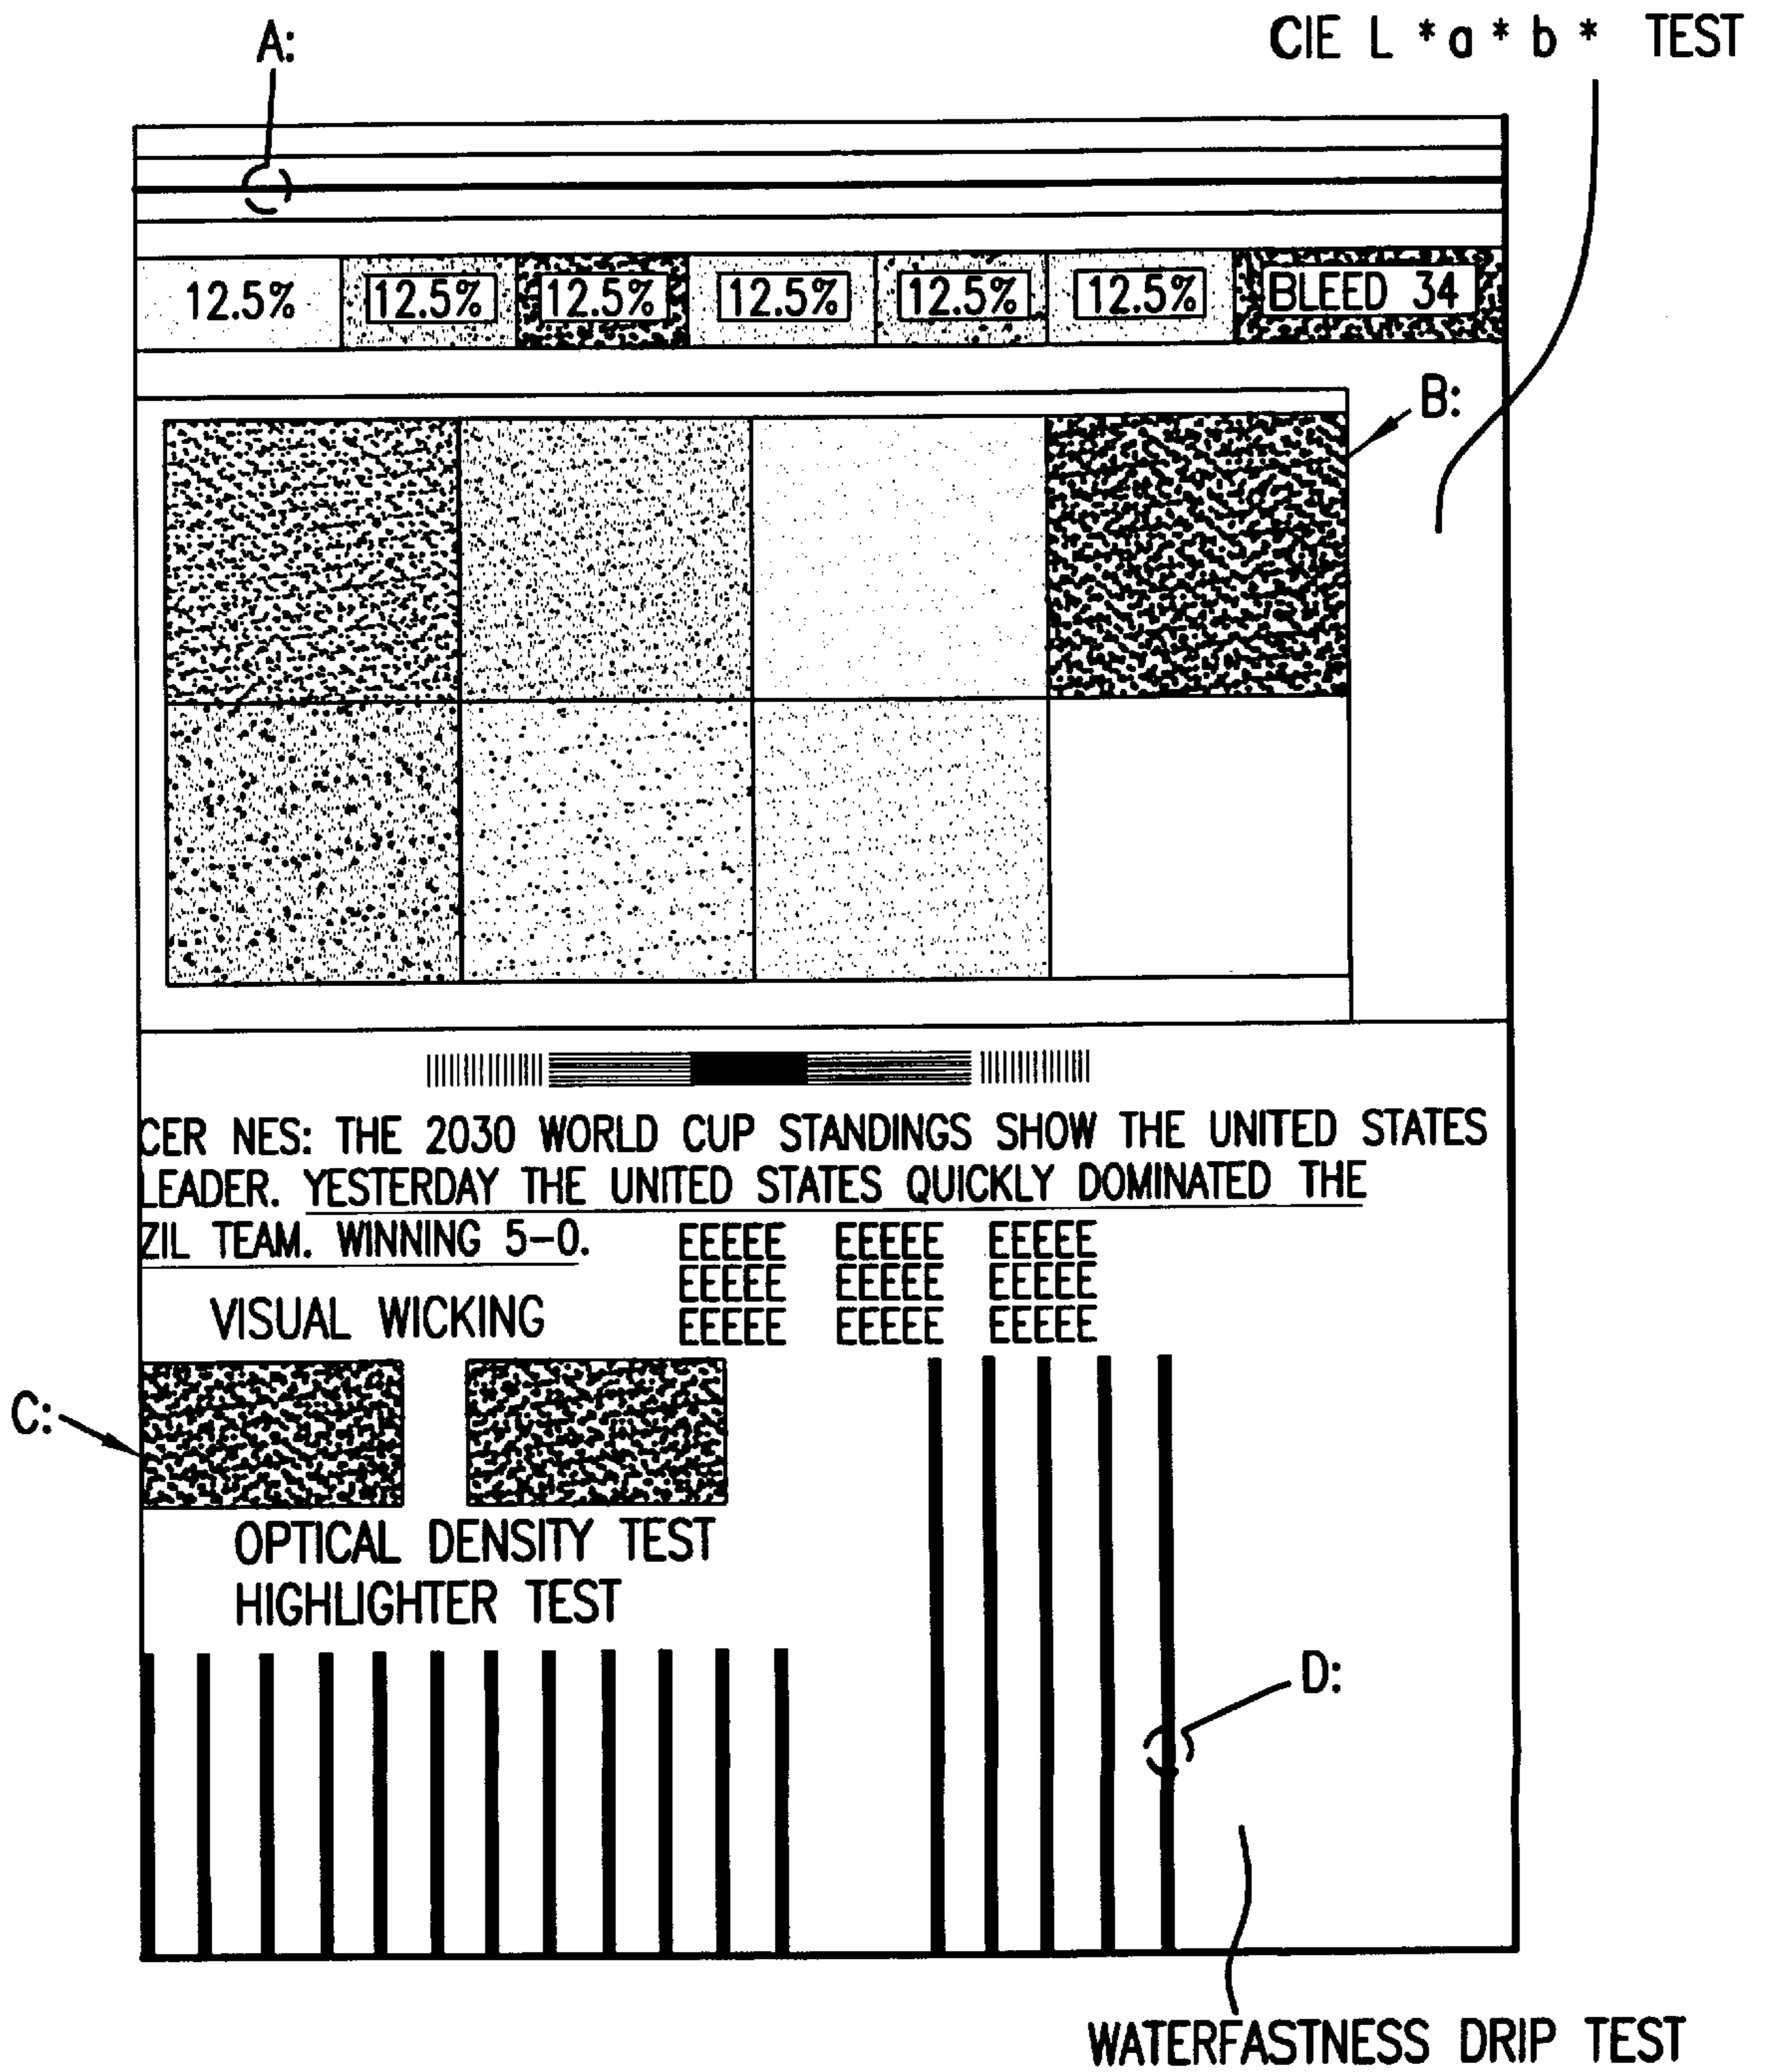 A:
CIE L * a * b * TEST
12.5% 12.5% 12.5% 12.5% 12.5% 12.5% BLEED 34
B:
CER NES: THE 2030 WORLD CUP STANDINGS SHOW THE UNITED STATES
LEADER. YESTERDAY THE UNITED STATES QUICKLY DOMINATED THE
ZIL TEAM. WINNING 5-0.
EEEEE EEEEE EEEEE
EEEEE EEEEE EEEEE
EEEEE EEEEE EEEEE
VISUAL WICKING
C:
OPTICAL DENSITY TEST
HIGHLIGHTER TEST
D:
WATERFASTNESS DRIP TEST